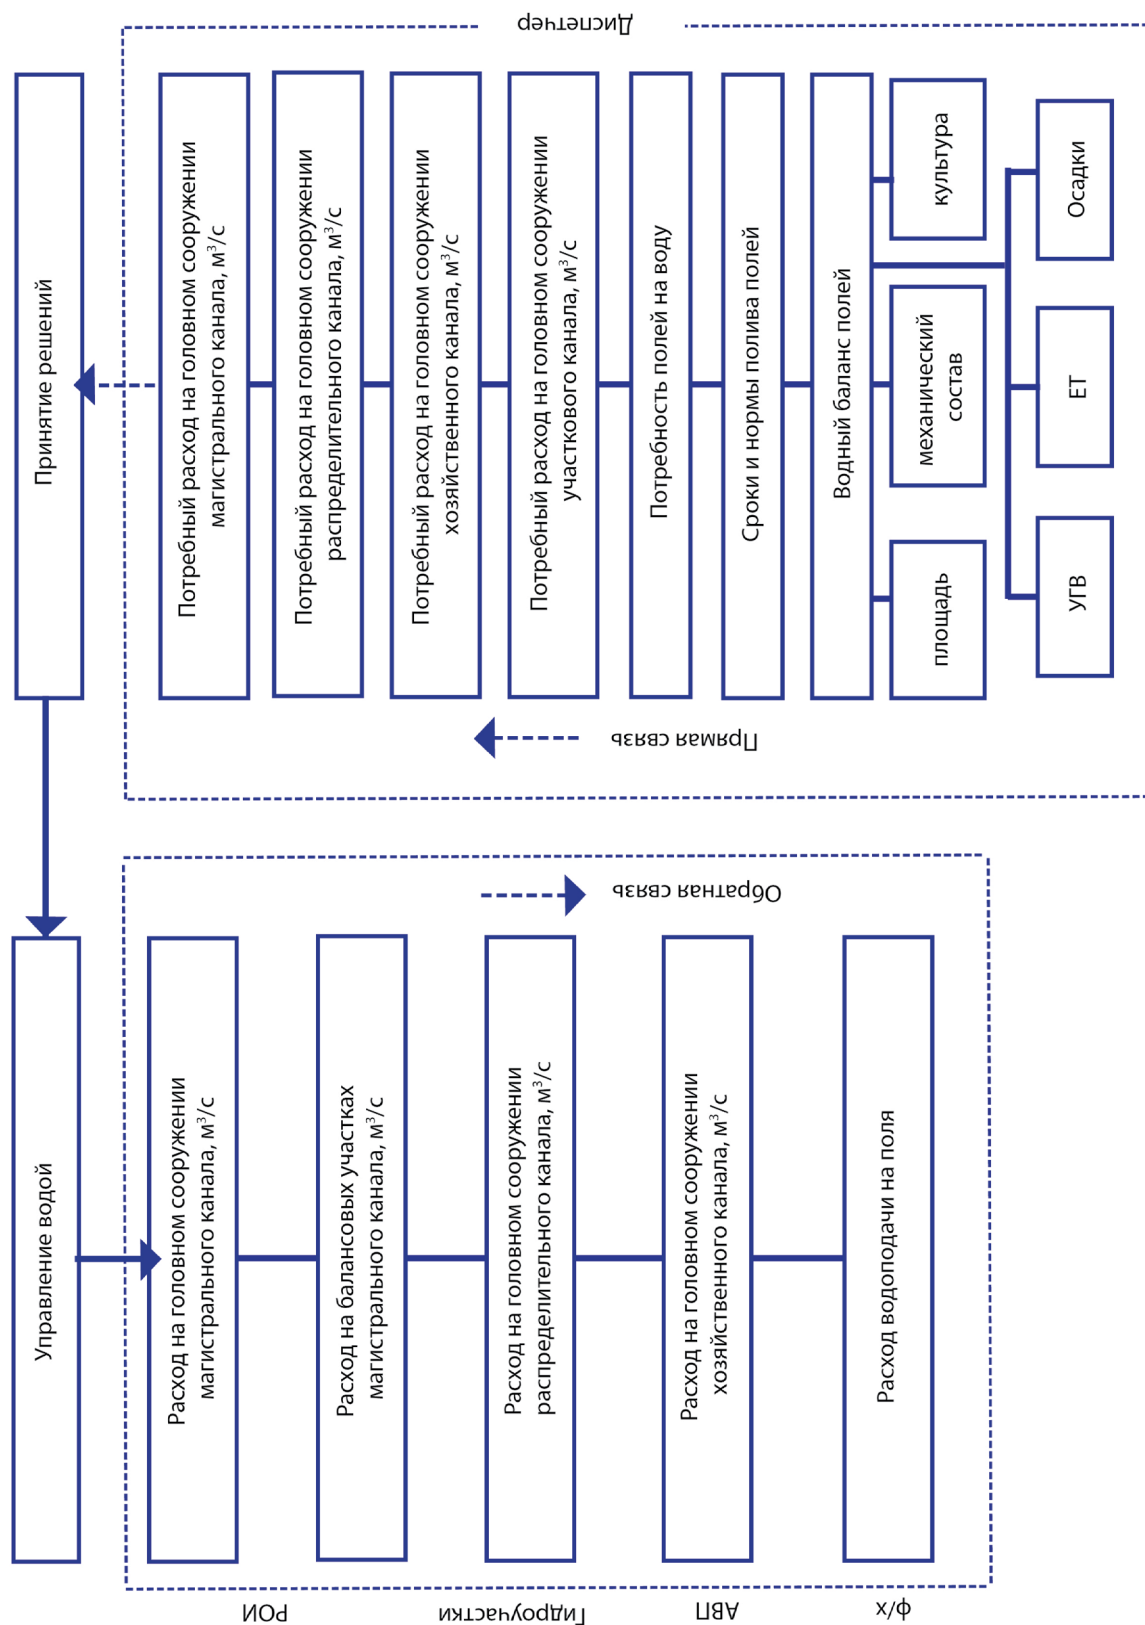 Управление водой
Принятие решений
РОИ
Гидроучастки
АВП
ф/х
Расход на головном сооружении
магистрального канала, м³/с
Расход на балансовых участках
магистрального канала, м³/с
Расход на головном сооружении
распределительного канала, м³/с
Расход на головном сооружении
хозяйственного канала, м³/с
Расход водоподачи на поля
Обратная связь
Прямая связь
Потребный расход на головном сооружении
магистрального канала, м³/с
Потребный расход на головном сооружении
распределительного канала, м³/с
Потребный расход на головном сооружении
хозяйственного канала, м³/с
Потребный расход на головном сооружении
участкового канала, м³/с
Потребность полей на воду
Сроки и нормы полива полей
Водный баланс полей
площадь
механический
состав
культура
УГВ
ЕТ
Осадки
Диспетчер